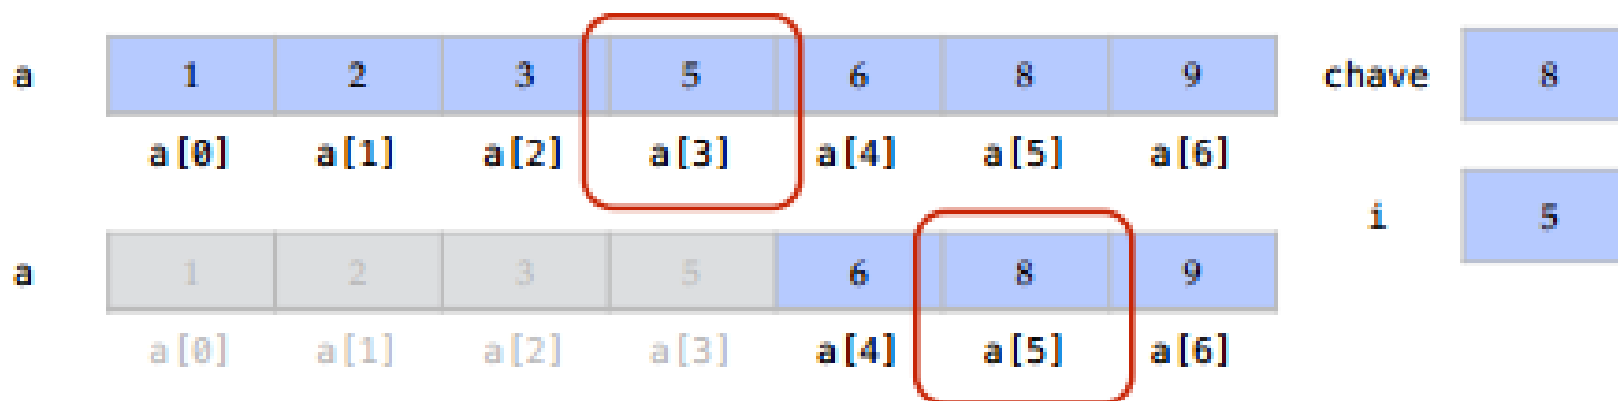 a 1 2 3 5 6 8 9 chave 8
a[0] a[1] a[2] a[3] a[4] a[5] a[6]
i 5
a 1 2 3 5 6 8 9
a[0] a[1] a[2] a[3] a[4] a[5] a[6]